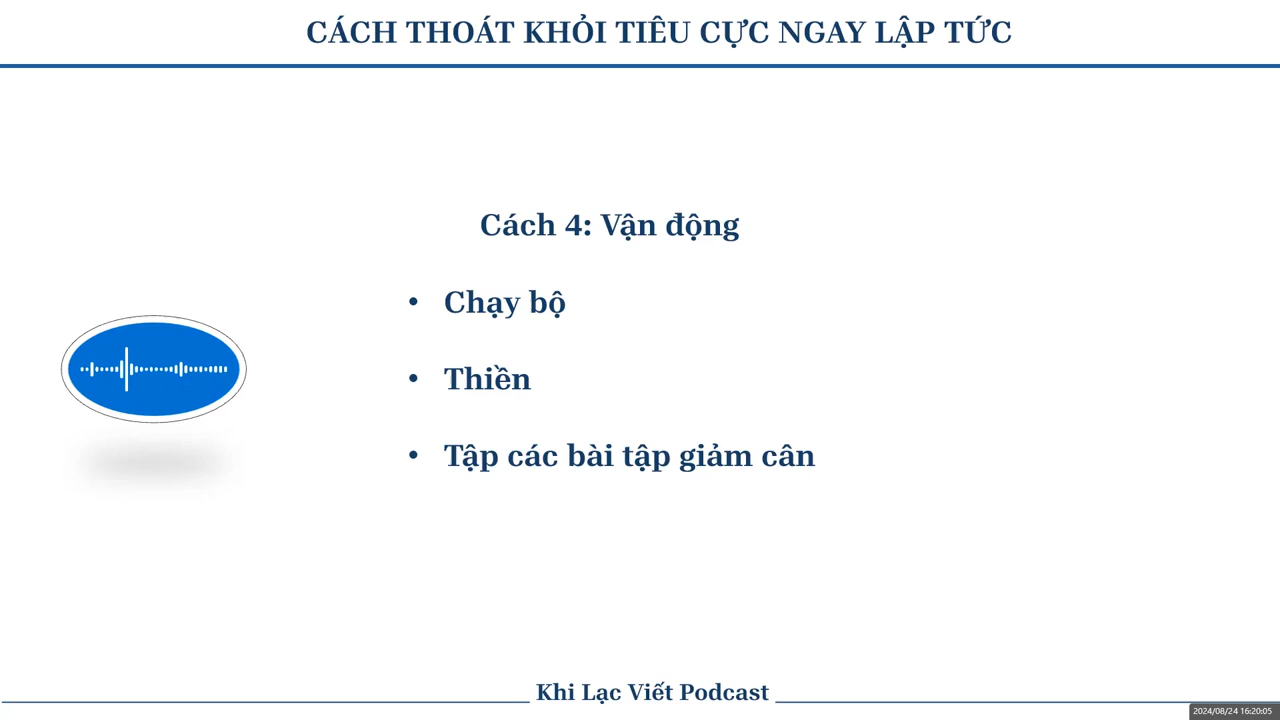 CÁCH THOÁT KHỎI TIÊU CỰC NGAY LẬP TỨC
Cách 4: Vận động
• Chạy bộ
• Thiền
• Tập các bài tập giảm cân
Khi Lạc Viết Podcast
2024/08/24 16:20:05